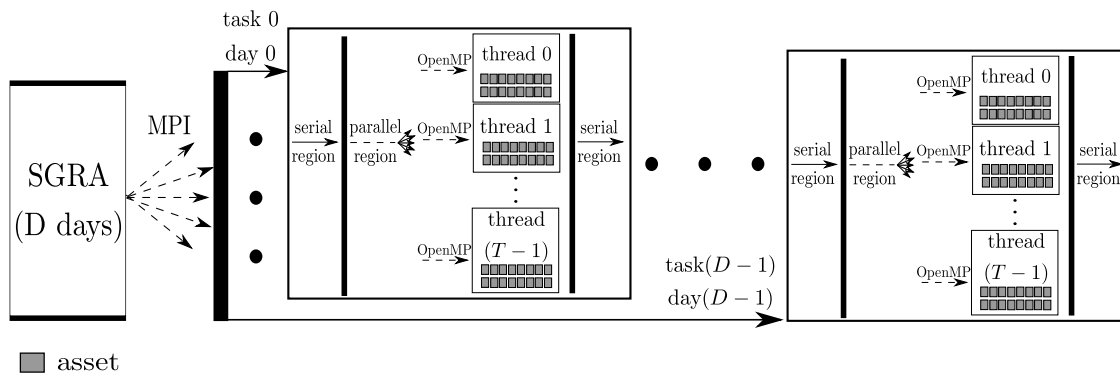 task 0
day 0
MPI
SGRA
(D days)
serial
region
parallel
region
OpenMP
thread 0
OpenMP
thread 1
OpenMP
thread
(T − 1)
serial
region
task(D − 1)
day(D − 1)
serial
region
parallel
region
OpenMP
thread 0
OpenMP
thread 1
OpenMP
thread
(T − 1)
serial
region
asset